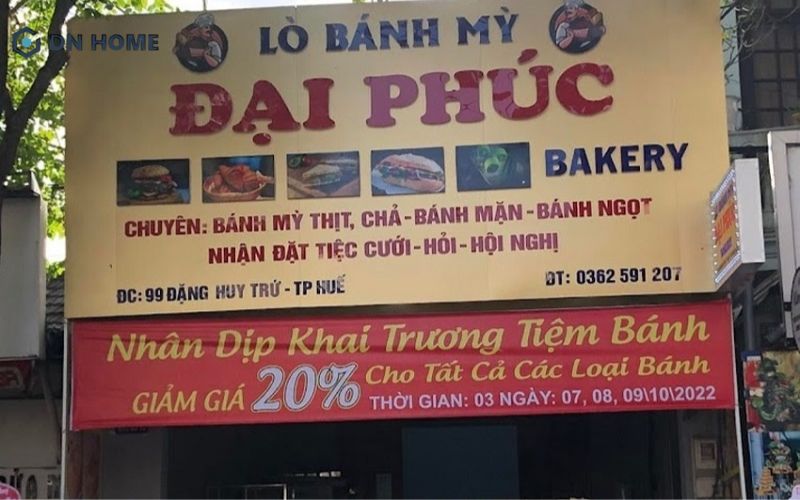 DN HOME
LÒ BÁNH MỲ
ĐẠI PHÚC
BAKERY
CHUYÊN: BÁNH MỲ THỊT, CHẢ-BÁNH MẶN-BÁNH NGỌT
NHẬN ĐẶT TIỆC CƯỚI-HỎI-HỘI NGHỊ
ĐC: 99 ĐẶNG HUY TRỨ - TP HUẾ
ĐT: 0362 591 207
Nhân Dịp Khai Trương Tiệm Bánh
GIẢM GIÁ 20% Cho Tất Cả Các Loại Bánh
THỜI GIAN: 03 NGÀY: 07, 08, 09\10\2022